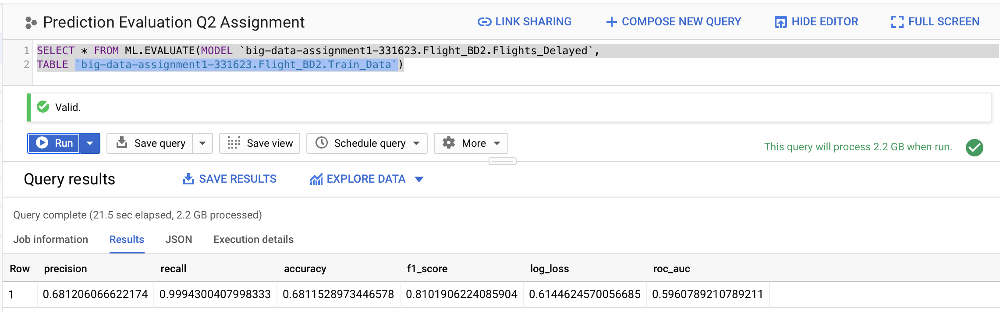 Prediction Evaluation Q2 Assignment
LINK SHARING
COMPOSE NEW QUERY
HIDE EDITOR
FULL SCREEN
1 SELECT * FROM ML.EVALUATE(MODEL `big-data-assignment1-331623.Flight_BD2.Flights_Delayed`,
2 TABLE `big-data-assignment1-331623.Flight_BD2.Train_Data`)
Valid.
Run
Save query
Save view
Schedule query
More
This query will process 2.2 GB when run.
Query results
SAVE RESULTS
EXPLORE DATA
Query complete (21.5 sec elapsed, 2.2 GB processed)
Job information Results JSON Execution details
Row precision recall accuracy f1_score log_loss roc_auc
1 0.681206066622174 0.9994300407998333 0.6811528973446578 0.8101906224085904 0.6144624570056685 0.5960789210789211